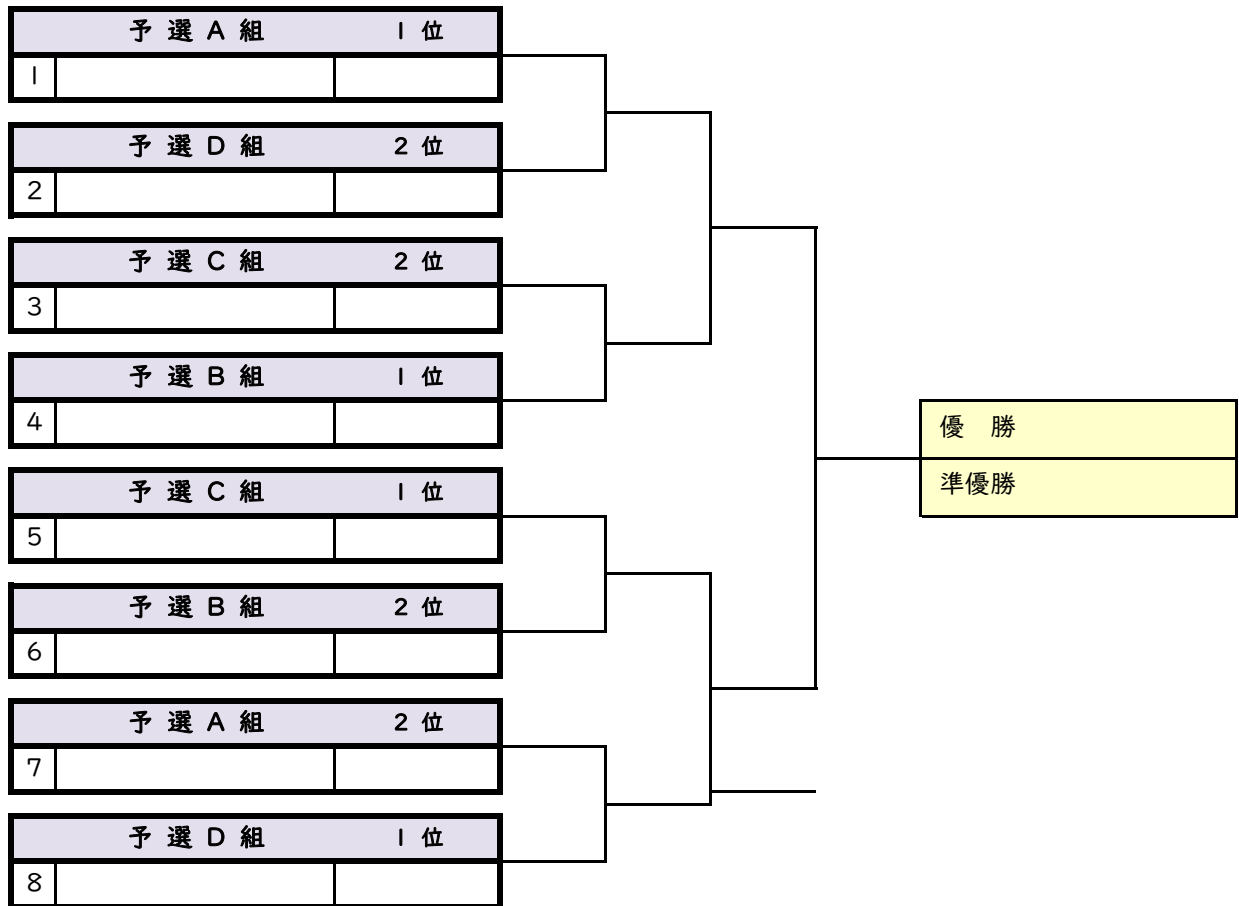 予 選 A 組 1 位
1
予 選 D 組 2 位
2
予 選 C 組 2 位
3
予 選 B 組 1 位
4
優 勝
準優勝
予 選 C 組 1 位
5
予 選 B 組 2 位
6
予 選 A 組 2 位
7
予 選 D 組 1 位
8